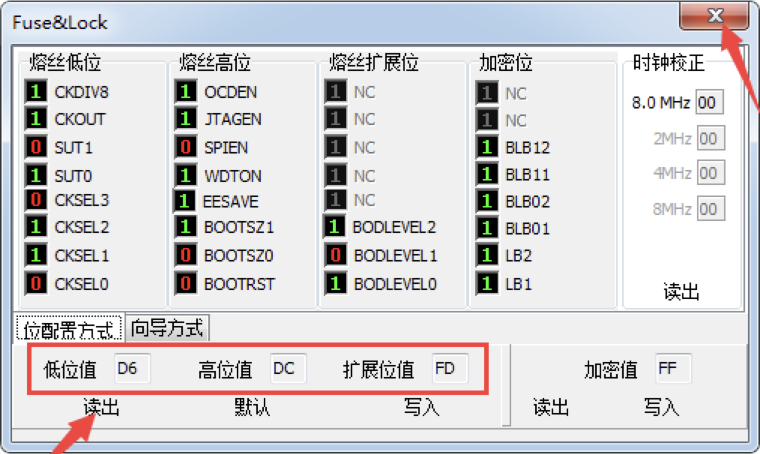 Fuse&Lock
熔丝低位 熔丝高位 熔丝扩展位 加密位 时钟校正
1 CKDIV8 1 OCDEN 1 NC 1 NC 8.0 MHz 00
1 CKOUT 1 JTAGEN 1 NC 1 NC 2MHz 00
0 SUT1 0 SPIEN 1 NC 1 BLB12 4MHz 00
1 SUT0 1 WDTON 1 NC 1 BLB11 8MHz 00
0 CKSEL3 1 EESAVE 1 NC 1 BLB02
1 CKSEL2 1 BOOTSZ1 1 BODLEVEL2 1 BLB01
1 CKSEL1 0 BOOTSZ0 0 BODLEVEL1 1 LB2
0 CKSEL0 0 BOOTRST 1 BODLEVEL0 1 LB1 读出
位配置方式 向导方式
低位值 D6 高位值 DC 扩展位值 FD 加密值 FF
读出 默认 写入 读出 写入